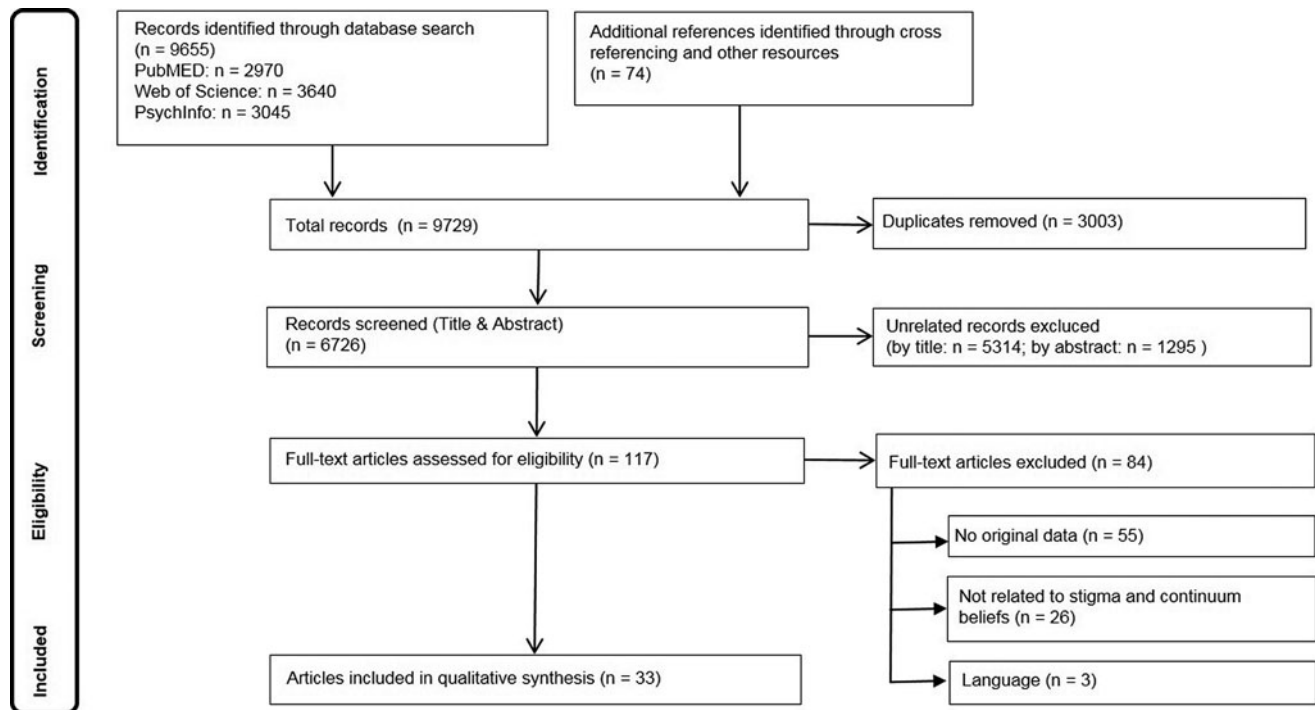 Identification
Records identified through database search
(n = 9655)
PubMED: n = 2970
Web of Science: n = 3640
PsychInfo: n = 3045
Additional references identified through cross
referencing and other resources
(n = 74)
Total records (n = 9729)
Duplicates removed (n = 3003)
Screening
Records screened (Title & Abstract)
(n = 6726)
Unrelated records excluced
(by title: n = 5314; by abstract: n = 1295 )
Eligibility
Full-text articles assessed for eligibility (n = 117)
Full-text articles excluded (n = 84)
No original data (n = 55)
Not related to stigma and continuum
beliefs (n = 26)
Language (n = 3)
Included
Articles included in qualitative synthesis (n = 33)